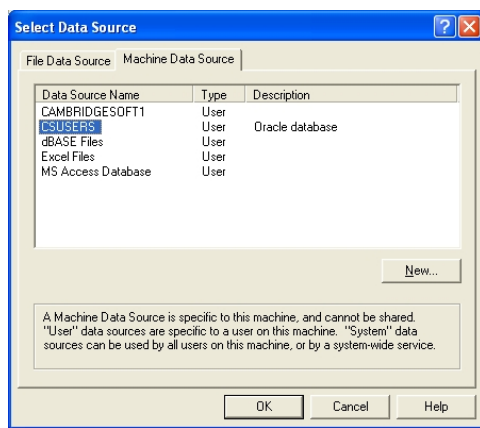 Select Data Source
File Data Source Machine Data Source
Data Source Name Type Description
CAMBRIDGESOFT1 User
CSUSERS User Oracle database
dBASE Files User
Excel Files User
MS Access Database User
New...
A Machine Data Source is specific to this machine, and cannot be shared.
"User" data sources are specific to a user on this machine. "System" data
sources can be used by all users on this machine, or by a system-wide service.
OK Cancel Help